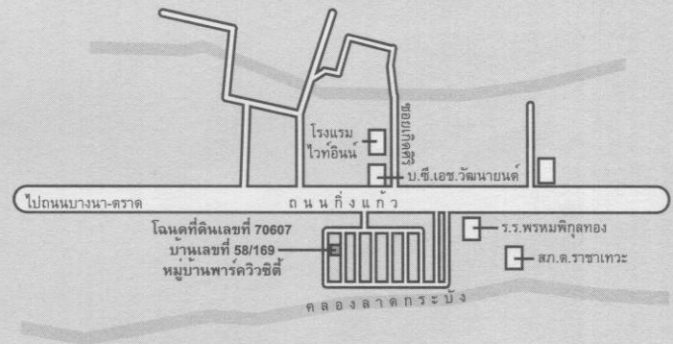 โรงแรม
ไวท์อินน์
ซอยเกิดศิริ
บ.ซี.เอช.วัฒนายนต์
ไปถนนบางนา-ตราด
ถนนกิ่งแก้ว
โฉนดที่ดินเลขที่ 70607
บ้านเลขที่ 58/169
หมู่บ้านพาร์ควิวซิตี้
ร.ร.พรหมพิกุลทอง
สภ.ต.ราชาเทวะ
คลองลาดกระบัง